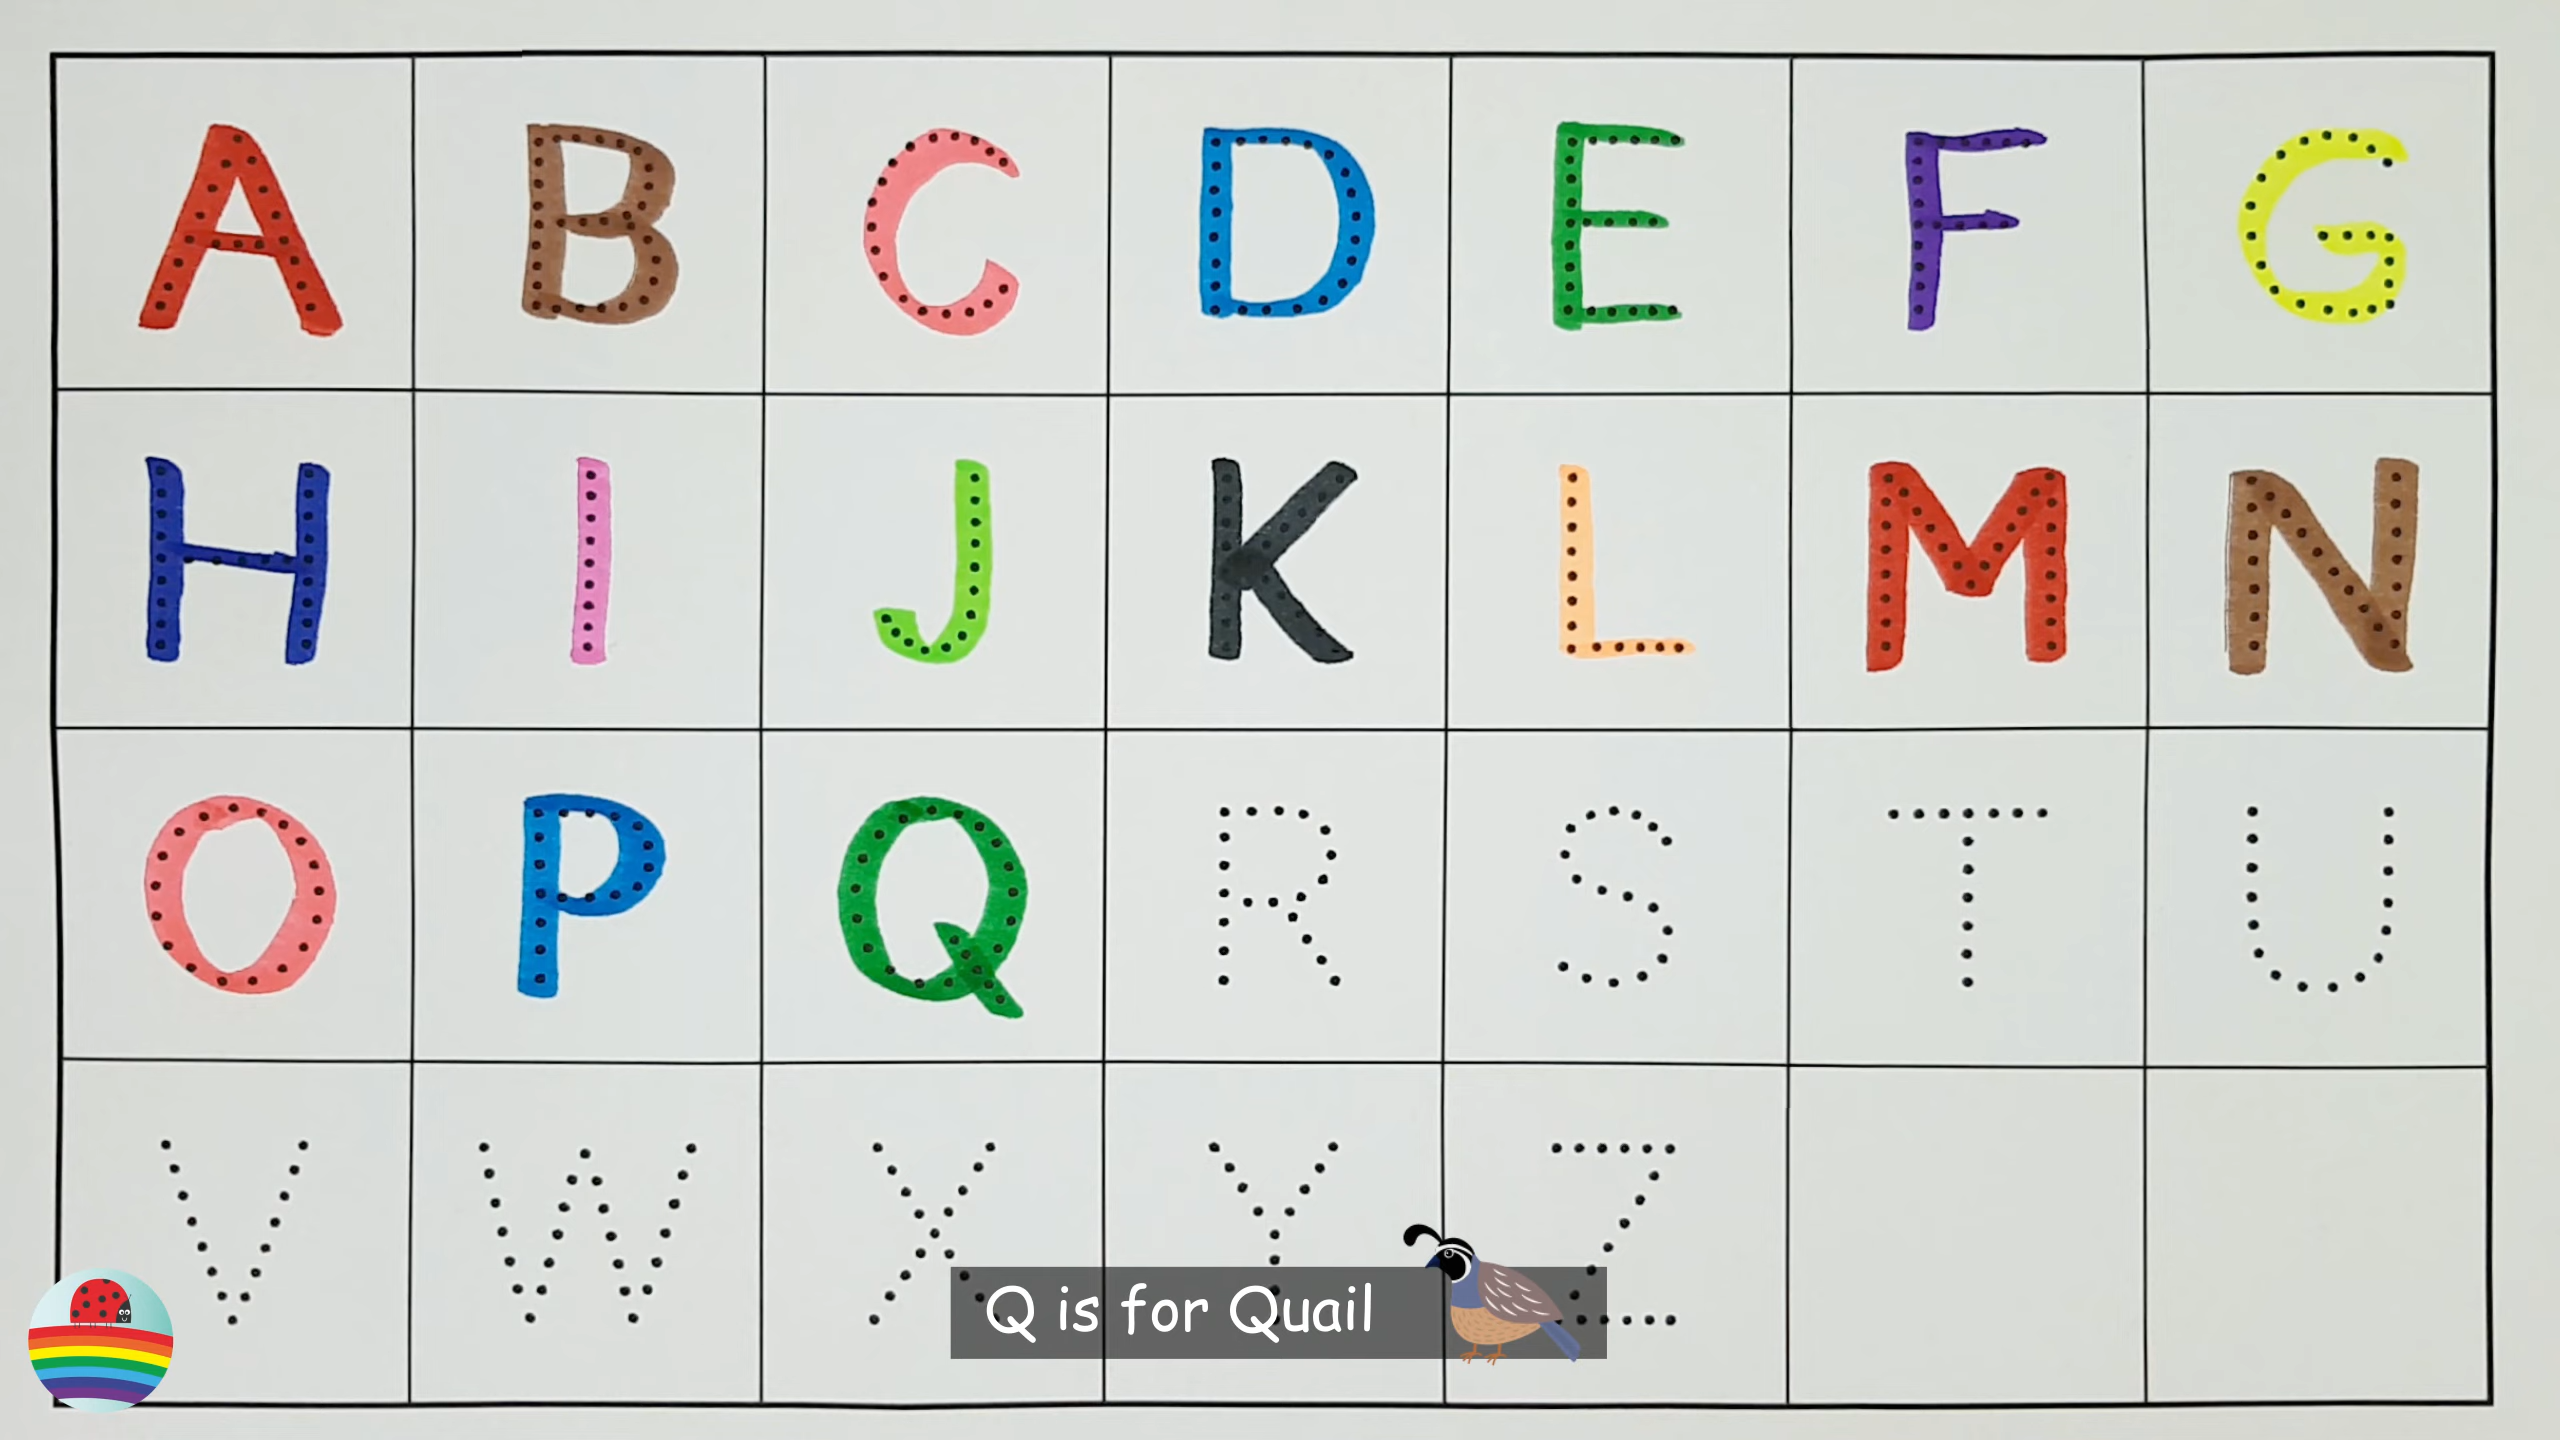 A B C D E F G
H I J K L M N
O P Q R S T U
V W X Y Z
Q is for Quail